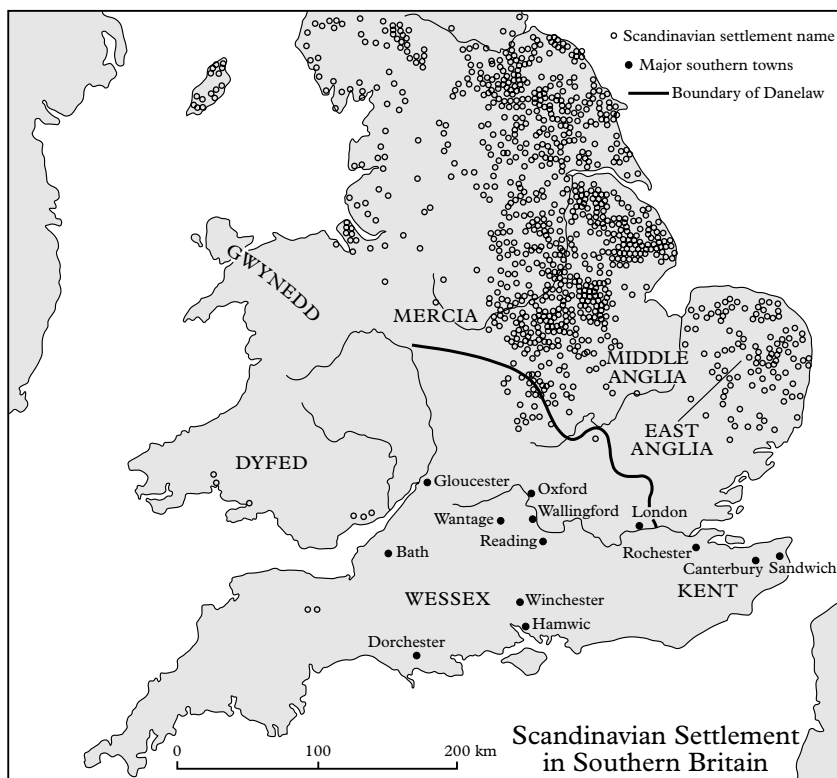 Scandinavian settlement name
Major southern towns
Boundary of Danelaw
GWYNEDD
MERCIA
MIDDLE
ANGLIA
EAST
ANGLIA
DYFED
Gloucester
Oxford
Wantage
Wallingford
London
Reading
Bath
Rochester
Canterbury
Sandwich
KENT
WESSEX
Winchester
Hamwic
Dorchester
0
100
200 km
Scandinavian Settlement
in Southern Britain